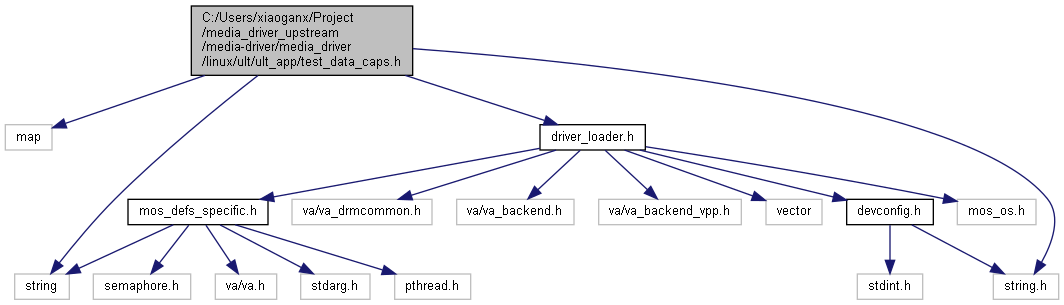 C:/Users/xiaoganx/Project
/media_driver_upstream
/media-driver/media_driver
/linux/ult/ult_app/test_data_caps.h
map
driver_loader.h
mos_defs_specific.h
va/va_drmcommon.h
va/va_backend.h
va/va_backend_vpp.h
vector
devconfig.h
mos_os.h
string
semaphore.h
va/va.h
stdarg.h
pthread.h
stdint.h
string.h